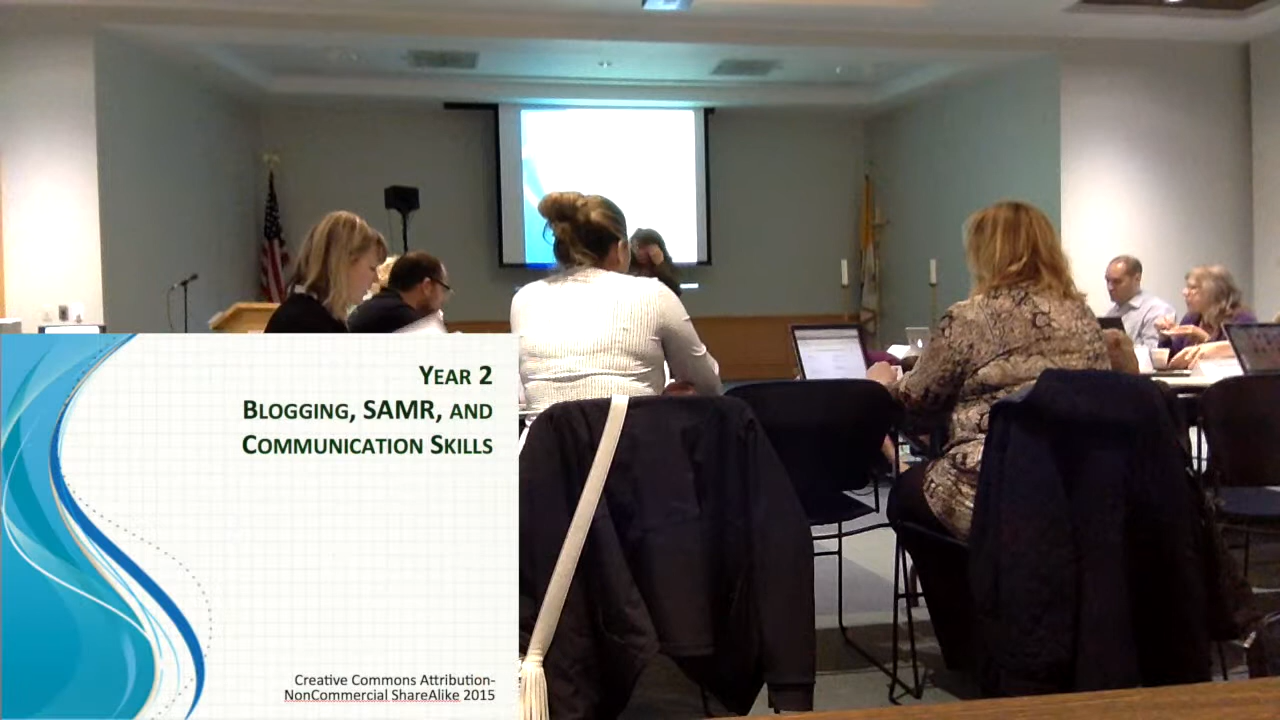 Year 2
Blogging, SAMR, and
Communication Skills
Creative Commons Attribution-
NonCommercial ShareAlike 2015